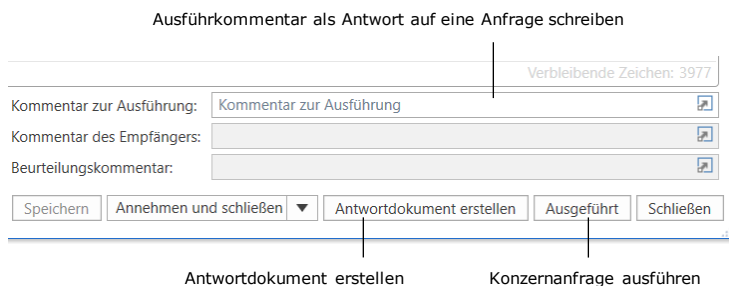 Ausführkommentar als Antwort auf eine Anfrage schreiben
Verbleibende Zeichen: 3977
Kommentar zur Ausführung: Kommentar zur Ausführung
Kommentar des Empfängers:
Beurteilungskommentar:
Speichern Annehmen und schließen Antwortdokument erstellen Ausgeführt Schließen
Antwortdokument erstellen Konzernanfrage ausführen